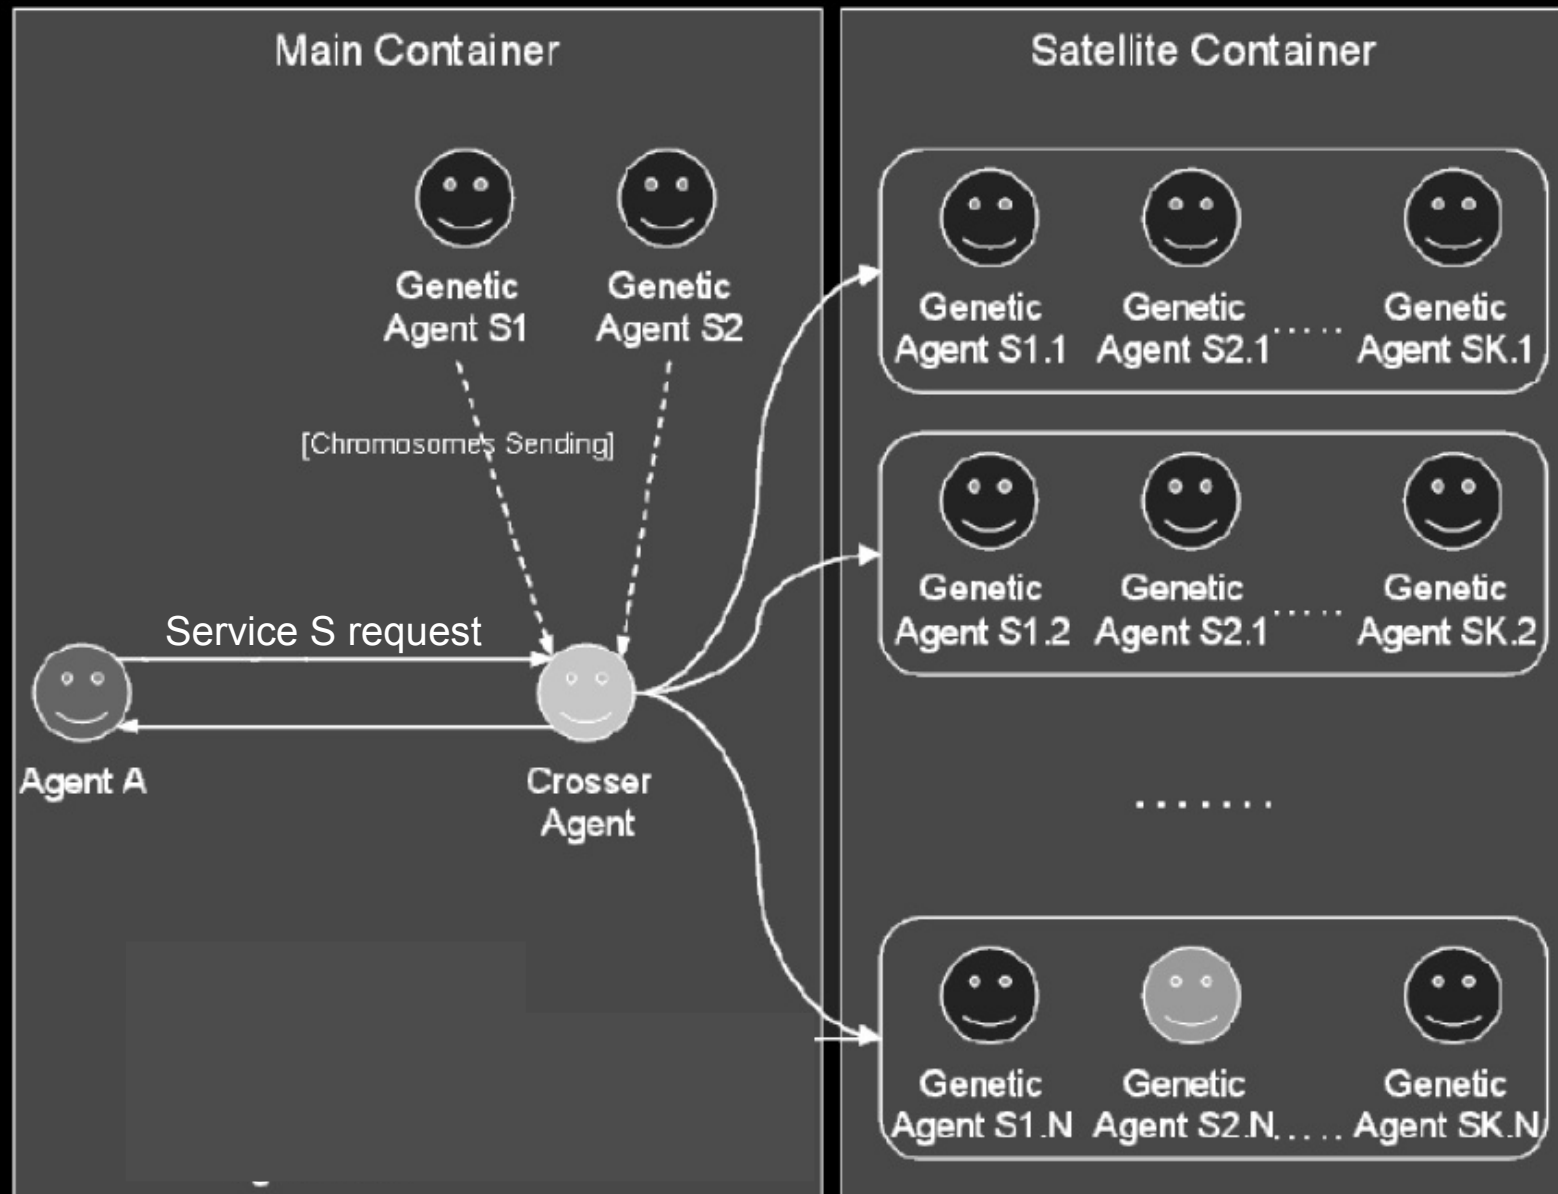 Main Container
Genetic
Agent S1
Genetic
Agent S2
[Chromosomes Sending]
Service S request
Agent A
Crosser
Agent
Satellite Container
Genetic
Agent S1.1
Genetic
Agent S2.1
.....
Genetic
Agent SK.1
Genetic
Agent S1.2
Genetic
Agent S2.1
.....
Genetic
Agent SK.2
.......
Genetic
Agent S1.N
Genetic
Agent S2.N
.....
Genetic
Agent SK.N